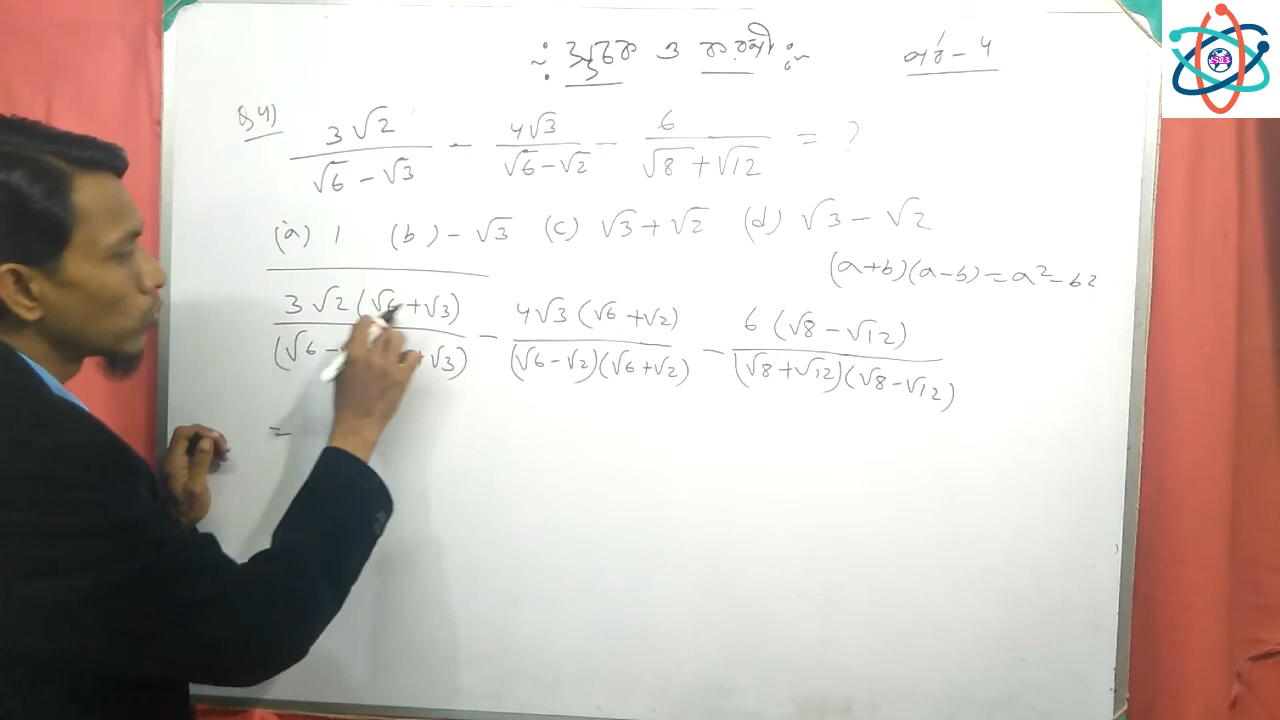 :~ সূচক ও করণী ~:
পর্ব - 4
Q4) 3√2/(√6 - √3) - 4√3/(√6 - √2) - 6/(√8 + √12) = ?
(a) 1 (b) - √3 (c) √3 + √2 (d) √3 - √2
(a+b)(a-b) = a² - b²
3√2(√6 + √3)/(√6 - +√3) - 4√3(√6 + √2)/(√6 - √2)(√6 + √2) - 6(√8 - √12)/(√8 + √12)(√8 - √12)
=